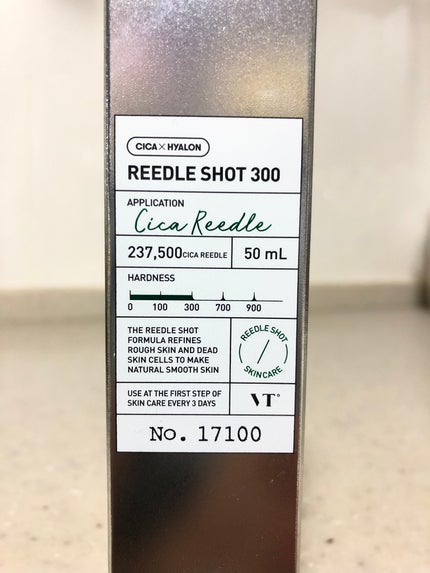 CICA×HYALON
REEDLE SHOT 300
APPLICATION
Cica Reedle
237,500CICA REEDLE
50 mL
HARDNESS
0 100 300 700 900
THE REEDLE SHOT
FORMULA REFINES
ROUGH SKIN AND DEAD
SKIN CELLS TO MAKE
NATURAL SMOOTH SKIN
REEDLE SHOT
SKINCARE
USE AT THE FIRST STEP OF
SKIN CARE EVERY 3 DAYS
VT°
No. 17100